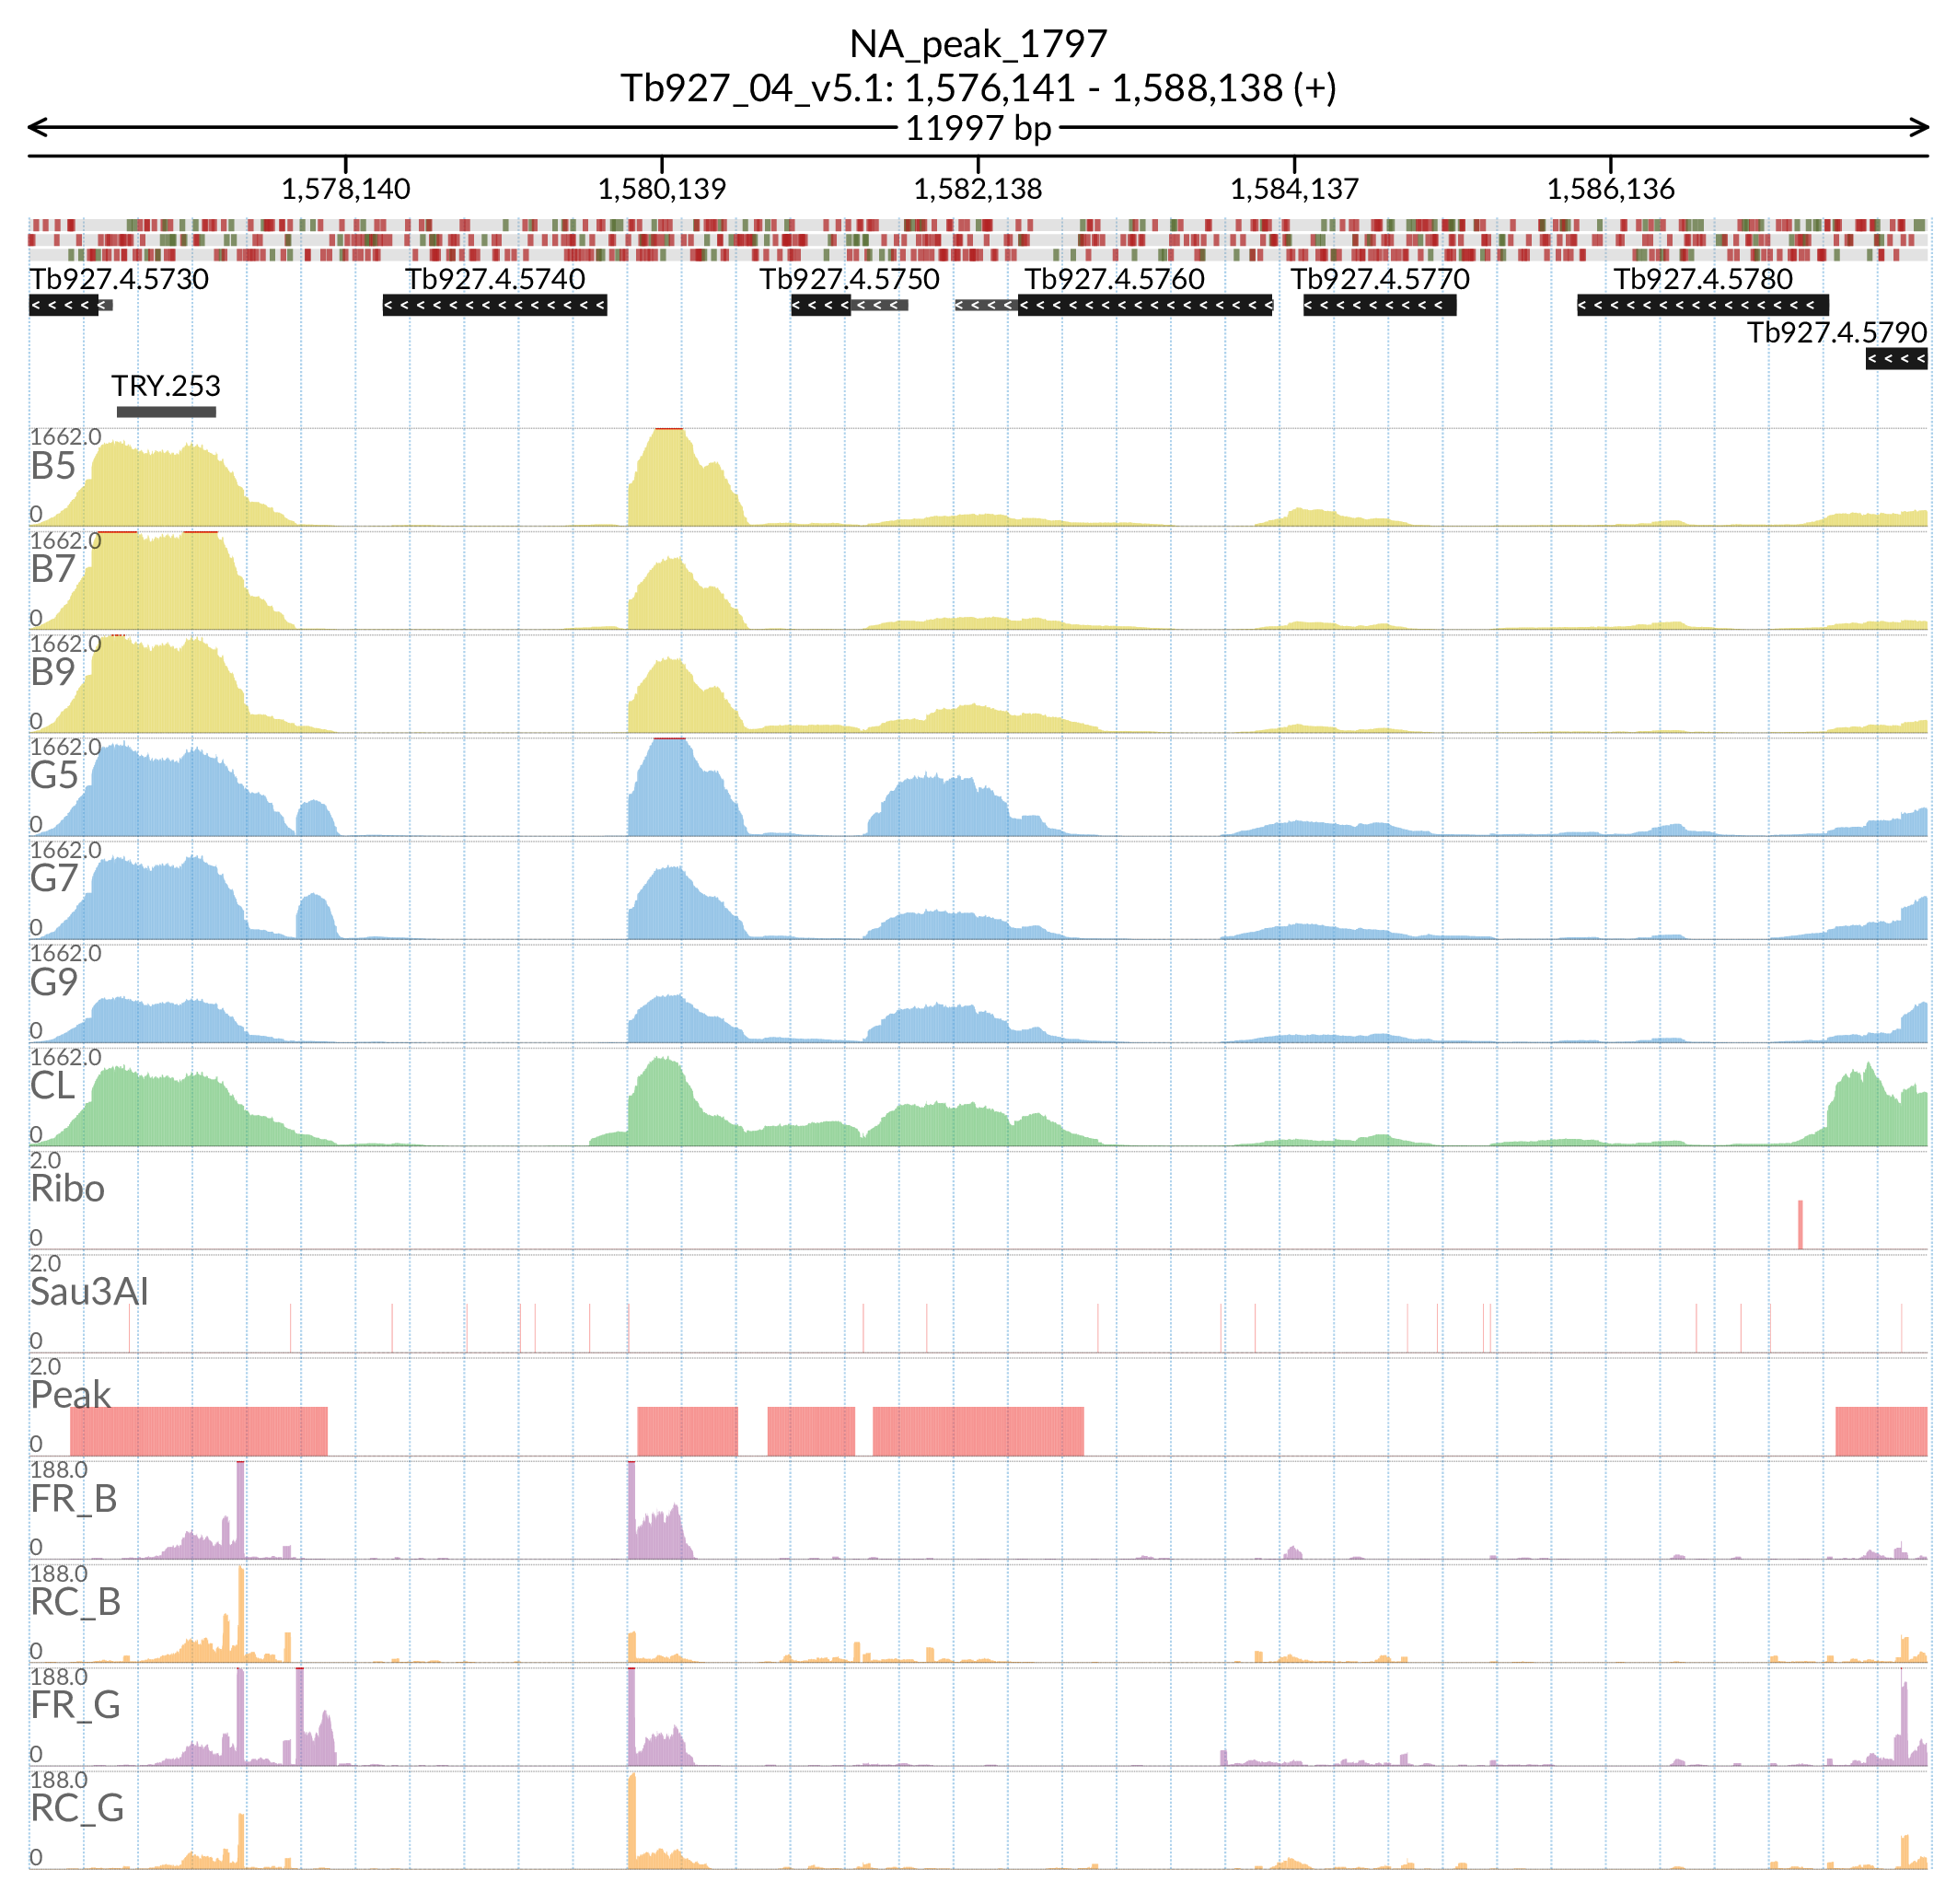 NA_peak_1797
Tb927_04_v5.1: 1,576,141 - 1,588,138 (+)
11997 bp
1,578,140 1,580,139 1,582,138 1,584,137 1,586,136
Tb927.4.5730 Tb927.4.5740 Tb927.4.5750 Tb927.4.5760 Tb927.4.5770 Tb927.4.5780
Tb927.4.5790
TRY.253
1662.0
B5
0
1662.0
B7
0
1662.0
B9
0
1662.0
G5
0
1662.0
G7
0
1662.0
G9
0
1662.0
CL
0
2.0
Ribo
0
2.0
Sau3AI
0
2.0
Peak
0
188.0
FR_B
0
188.0
RC_B
0
188.0
FR_G
0
188.0
RC_G
0